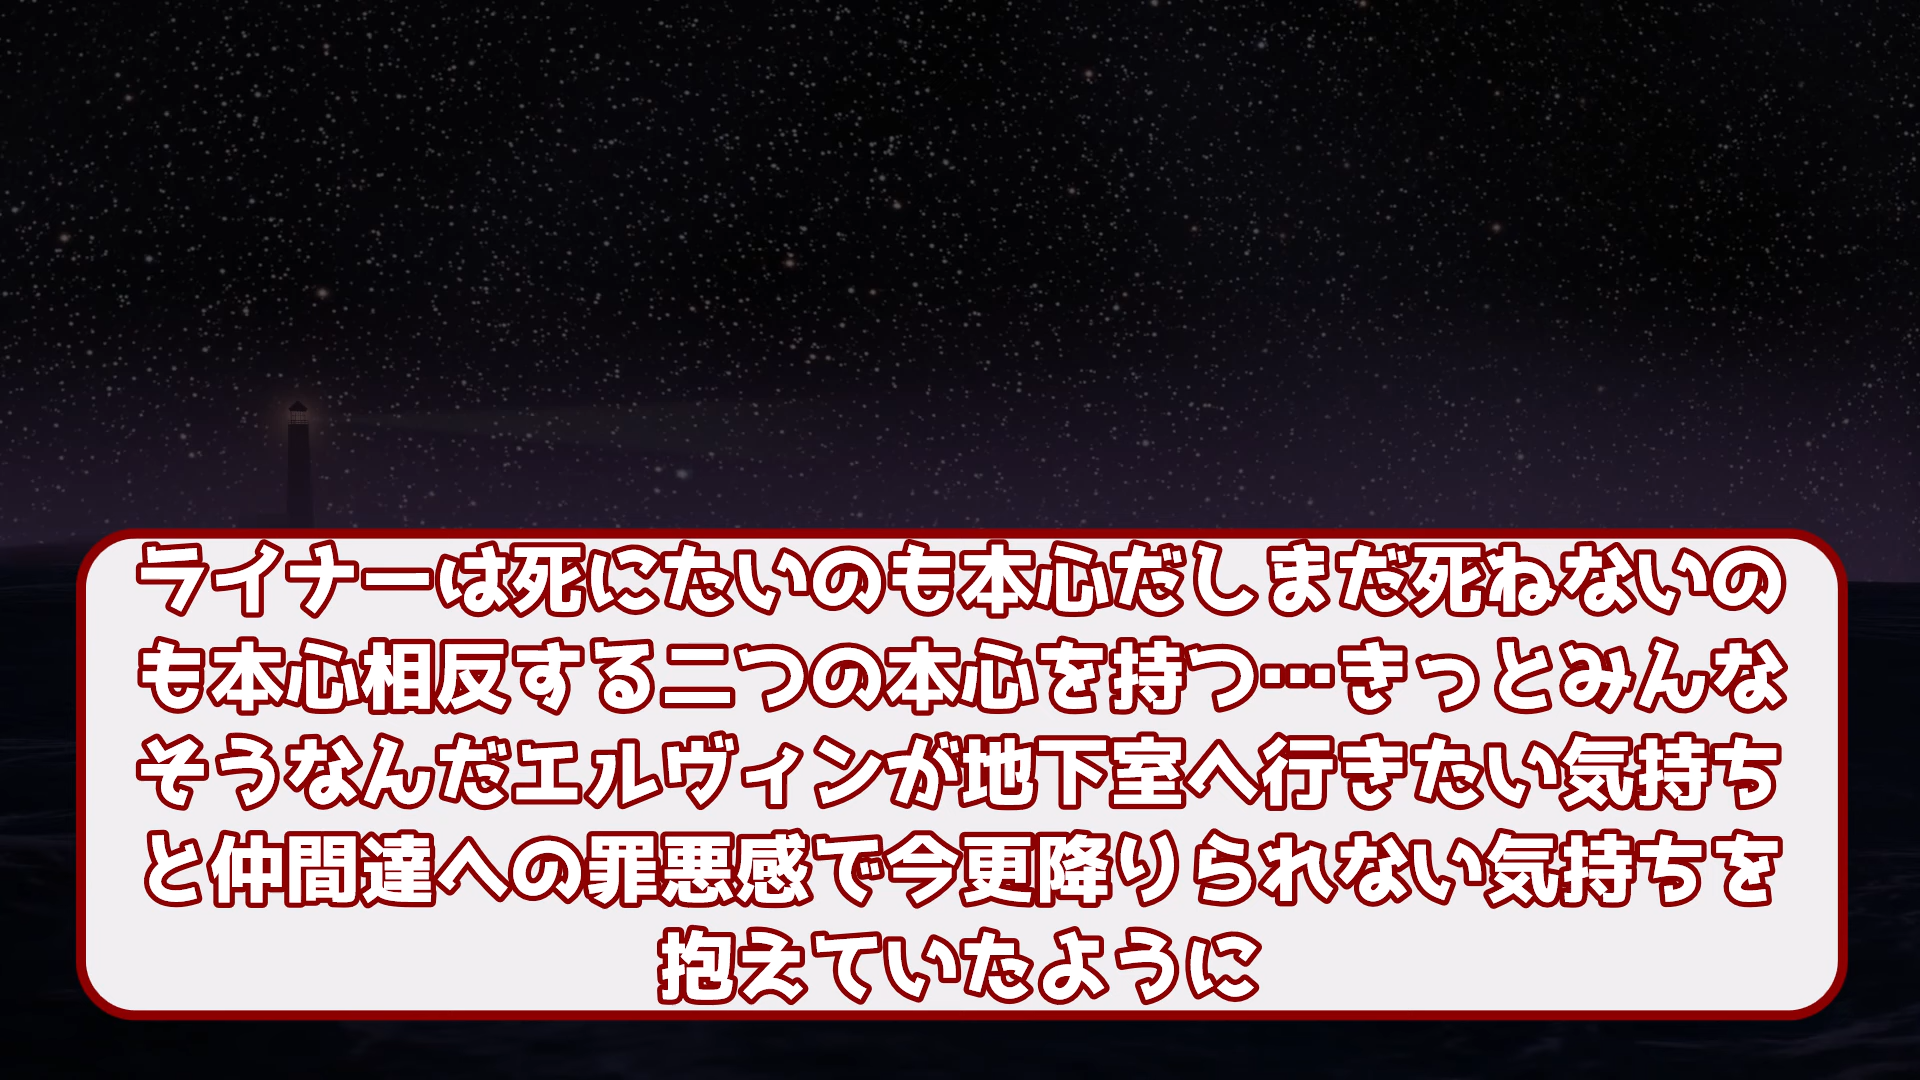 ライナーは死にたいのも本心だしまだ死ねないの
も本心相反する二つの本心を持つ…きっとみんな
そうなんだエルヴィンが地下室へ行きたい気持ち
と仲間達への罪悪感で今更降りられない気持ちを
抱えていたように